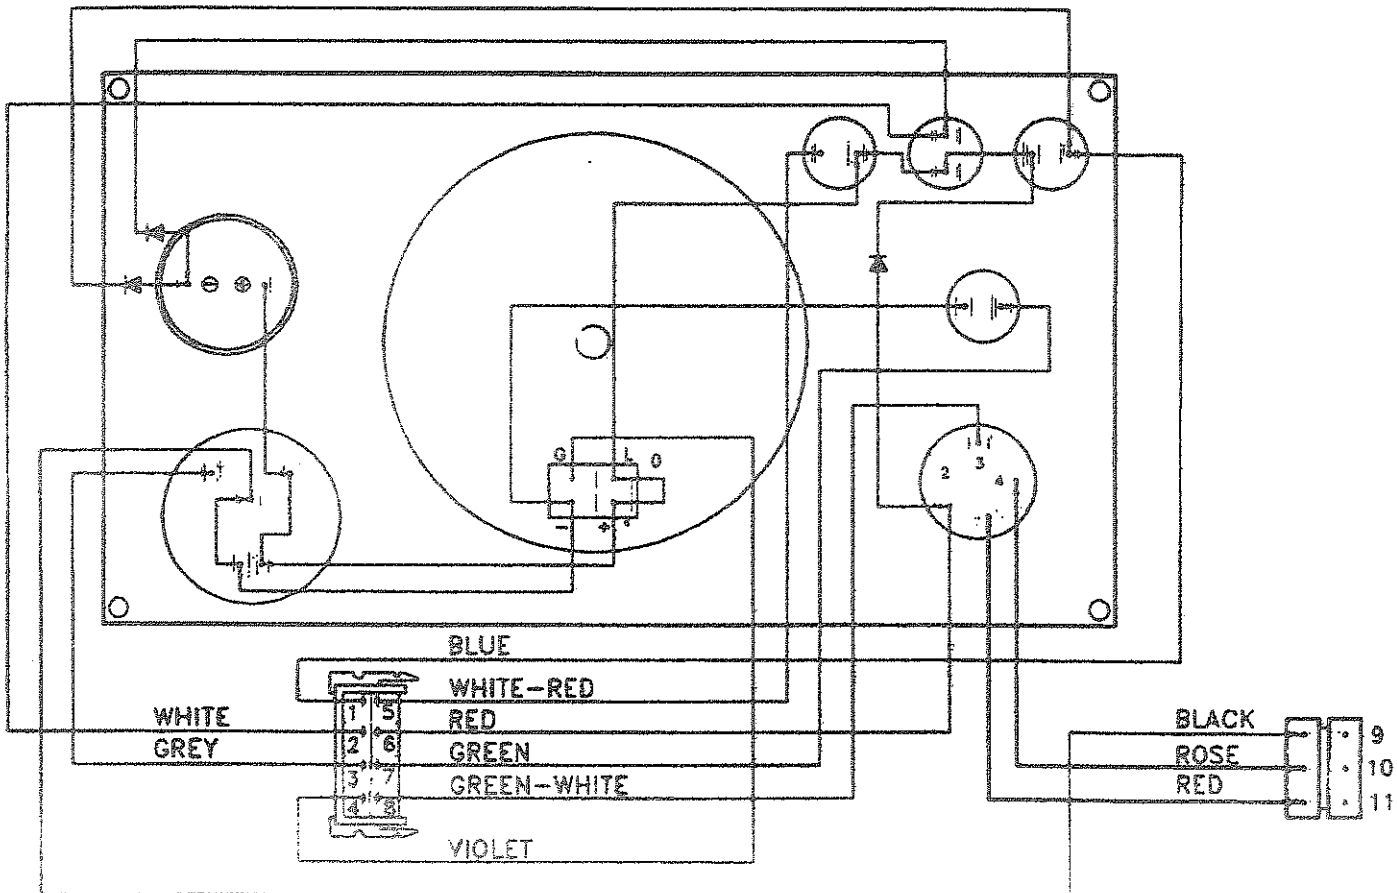 G L O
2 3 4
- +
BLUE
WHITE-RED
WHITE
RED
GREY
GREEN
GREEN-WHITE
VIOLET
1 5
2 6
3 7
4 8
BLACK 9
ROSE 10
RED 11